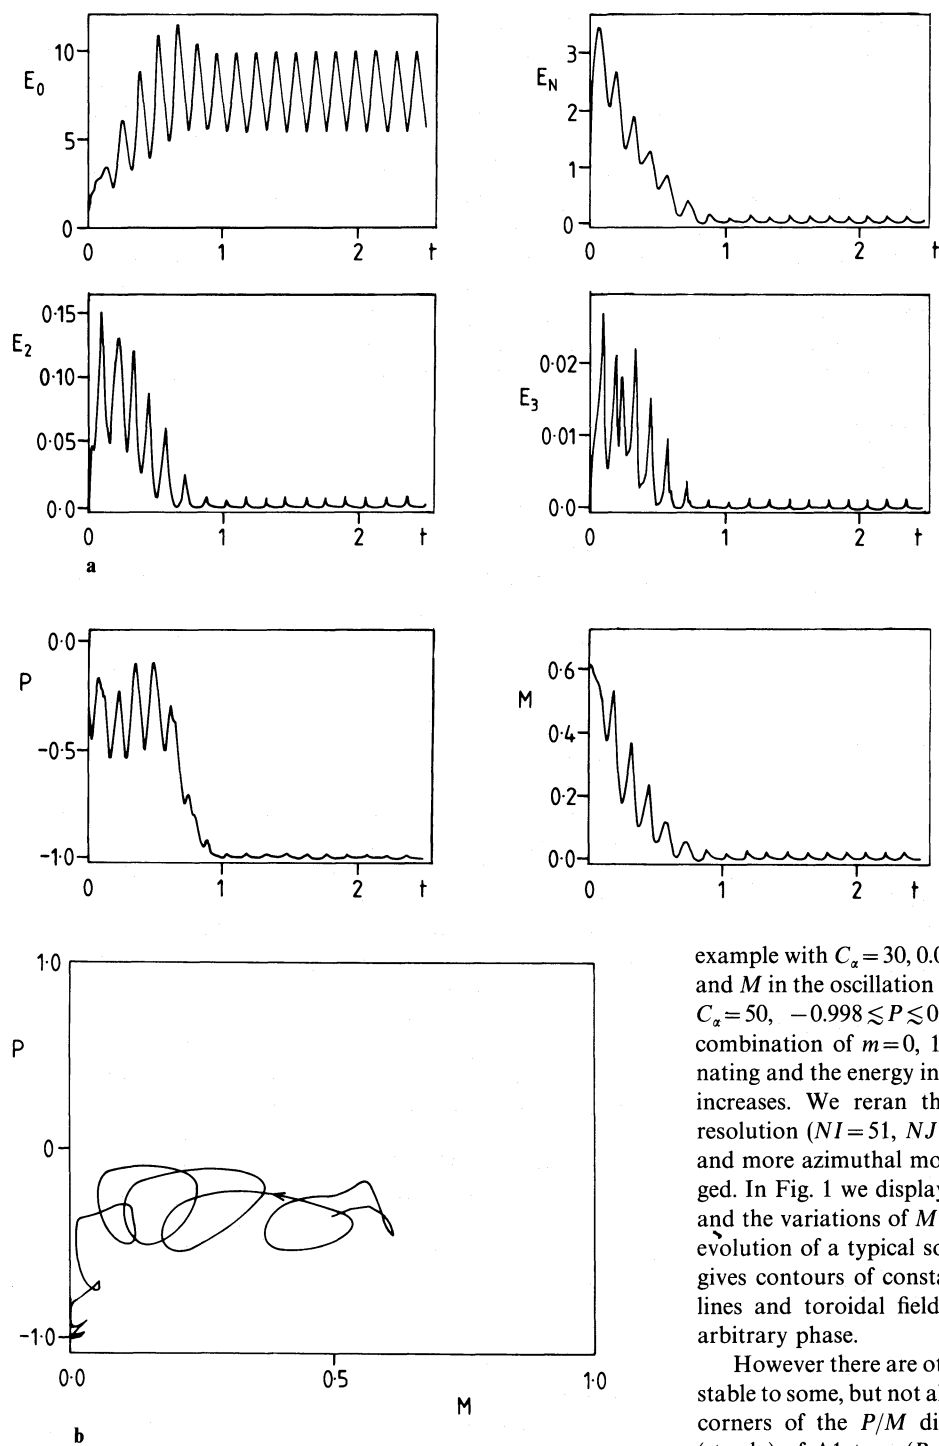 10
5
0
E₀
0 1 2 t
3
2
1
0
E_N
0 1 2 t
0·15
0·10
0·05
0·0
E₂
0 1 2 t
0·02
0·01
0·0
E₃
0 1 2 t
a
0·0
-0·5
-1·0
P
0 1 2 t
0·6
0·4
0·2
0·0
M
0 1 2 t
1·0
0
-1·0
P
0·0 0·5 1·0
M
b
example with C_α = 30, 0.0
and M in the oscillation
C_α = 50, −0.998 ≲ P ≲ 0
combination of m = 0, 1
nating and the energy in
increases. We reran th
resolution (NI = 51, NJ
and more azimuthal mo
ged. In Fig. 1 we display
and the variations of M
evolution of a typical so
gives contours of consta
lines and toroidal field
arbitrary phase.
However there are ot
stable to some, but not al
corners of the P/M di